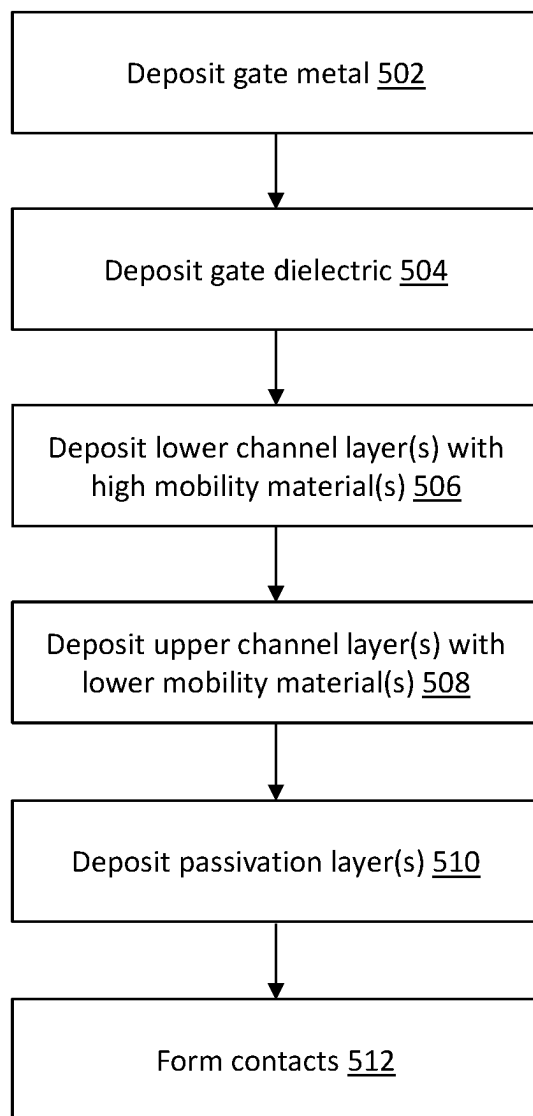 Deposit gate metal 502
Deposit gate dielectric 504
Deposit lower channel layer(s) with
high mobility material(s) 506
Deposit upper channel layer(s) with
lower mobility material(s) 508
Deposit passivation layer(s) 510
Form contacts 512